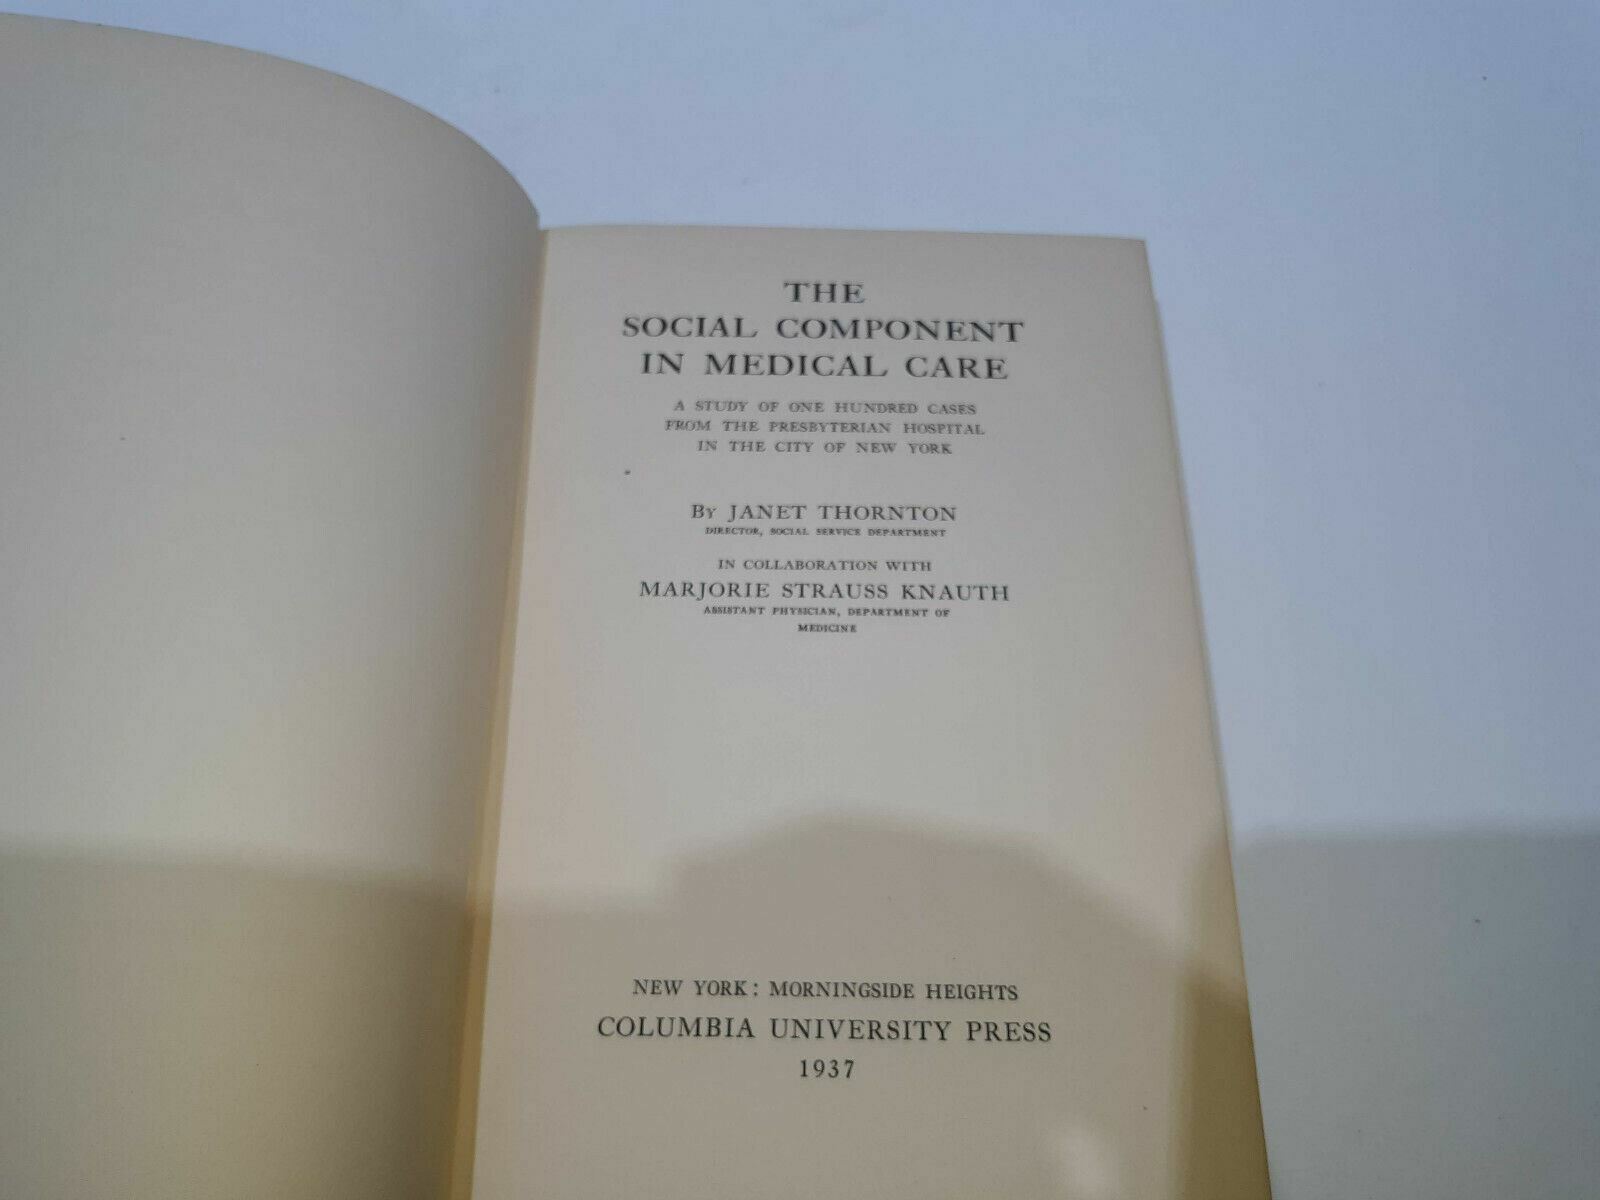 THE
SOCIAL COMPONENT
IN MEDICAL CARE
A STUDY OF ONE HUNDRED CASES
FROM THE PRESBYTERIAN HOSPITAL
IN THE CITY OF NEW YORK
BY JANET THORNTON
DIRECTOR, SOCIAL SERVICE DEPARTMENT
IN COLLABORATION WITH
MARJORIE STRAUSS KNAUTH
ASSISTANT PHYSICIAN, DEPARTMENT OF
MEDICINE
NEW YORK: MORNINGSIDE HEIGHTS
COLUMBIA UNIVERSITY PRESS
1937